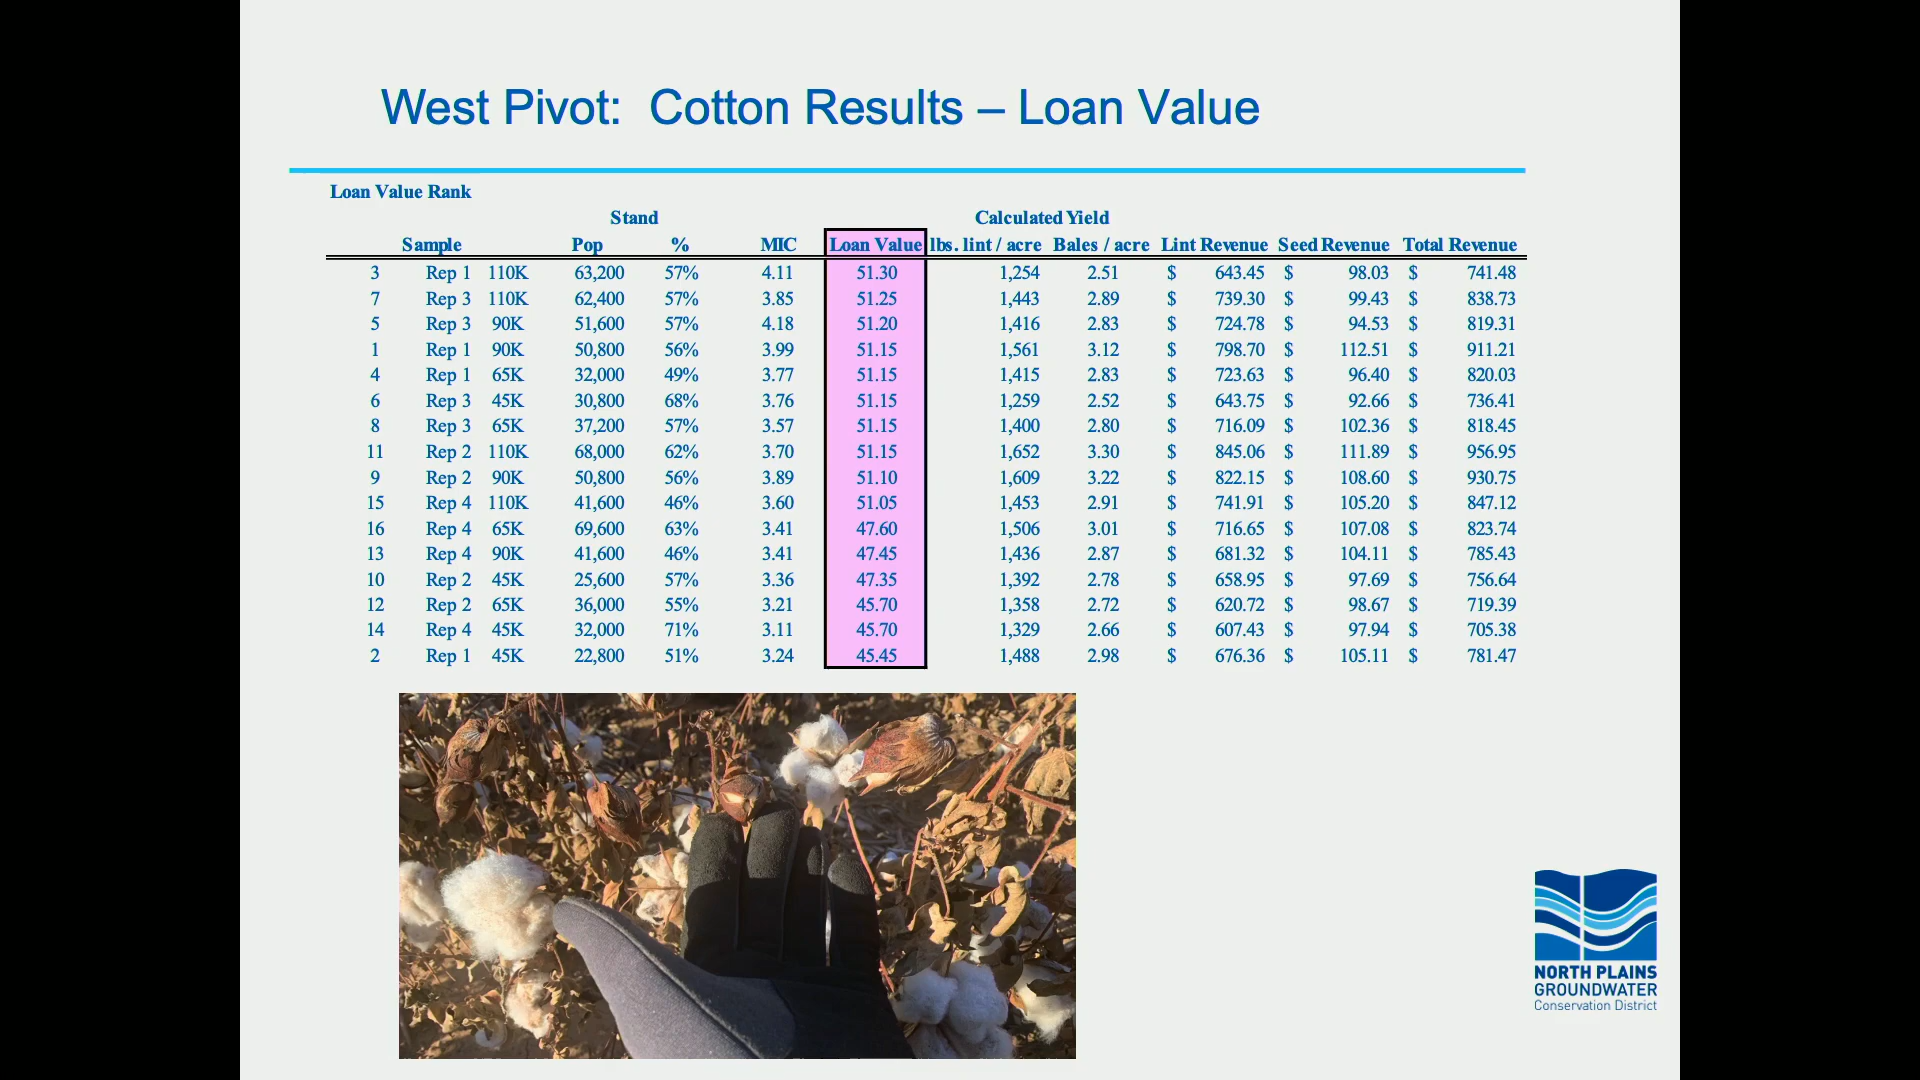 West Pivot: Cotton Results – Loan Value
Loan Value Rank
Stand Calculated Yield
Sample Pop % MIC Loan Value lbs. lint / acre Bales / acre Lint Revenue Seed Revenue Total Revenue
3 Rep 1 110K 63,200 57% 4.11 51.30 1,254 2.51 $ 643.45 $ 98.03 $ 741.48
7 Rep 3 110K 62,400 57% 3.85 51.25 1,443 2.89 $ 739.30 $ 99.43 $ 838.73
5 Rep 3 90K 51,600 57% 4.18 51.20 1,416 2.83 $ 724.78 $ 94.53 $ 819.31
1 Rep 1 90K 50,800 56% 3.99 51.15 1,561 3.12 $ 798.70 $ 112.51 $ 911.21
4 Rep 1 65K 32,000 49% 3.77 51.15 1,415 2.83 $ 723.63 $ 96.40 $ 820.03
6 Rep 3 45K 30,800 68% 3.76 51.15 1,259 2.52 $ 643.75 $ 92.66 $ 736.41
8 Rep 3 65K 37,200 57% 3.57 51.15 1,400 2.80 $ 716.09 $ 102.36 $ 818.45
11 Rep 2 110K 68,000 62% 3.70 51.15 1,652 3.30 $ 845.06 $ 111.89 $ 956.95
9 Rep 2 90K 50,800 56% 3.89 51.10 1,609 3.22 $ 822.15 $ 108.60 $ 930.75
15 Rep 4 110K 41,600 46% 3.60 51.05 1,453 2.91 $ 741.91 $ 105.20 $ 847.12
16 Rep 4 65K 69,600 63% 3.41 47.60 1,506 3.01 $ 716.65 $ 107.08 $ 823.74
13 Rep 4 90K 41,600 46% 3.41 47.45 1,436 2.87 $ 681.32 $ 104.11 $ 785.43
10 Rep 2 45K 25,600 57% 3.36 47.35 1,392 2.78 $ 658.95 $ 97.69 $ 756.64
12 Rep 2 65K 36,000 55% 3.21 45.70 1,358 2.72 $ 620.72 $ 98.67 $ 719.39
14 Rep 4 45K 32,000 71% 3.11 45.70 1,329 2.66 $ 607.43 $ 97.94 $ 705.38
2 Rep 1 45K 22,800 51% 3.24 45.45 1,488 2.98 $ 676.36 $ 105.11 $ 781.47
NORTH PLAINS
GROUNDWATER
Conservation District